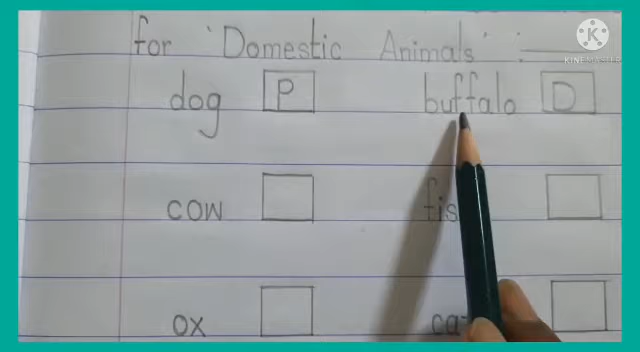 for 'Domestic Animals' :
dog P buffalo D
cow
ox
KINEMASTER